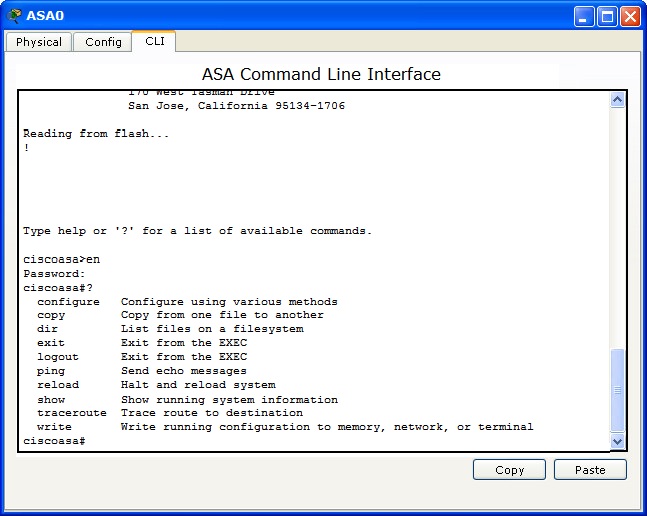 ASA0
Physical Config CLI
ASA Command Line Interface
170 West Tasman Drive
San Jose, California 95134-1706
Reading from flash...
!
Type help or '?' for a list of available commands.
ciscoasa>en
Password:
ciscoasa#?
configure Configure using various methods
copy Copy from one file to another
dir List files on a filesystem
exit Exit from the EXEC
logout Exit from the EXEC
ping Send echo messages
reload Halt and reload system
show Show running system information
traceroute Trace route to destination
write Write running configuration to memory, network, or terminal
ciscoasa#
Copy Paste